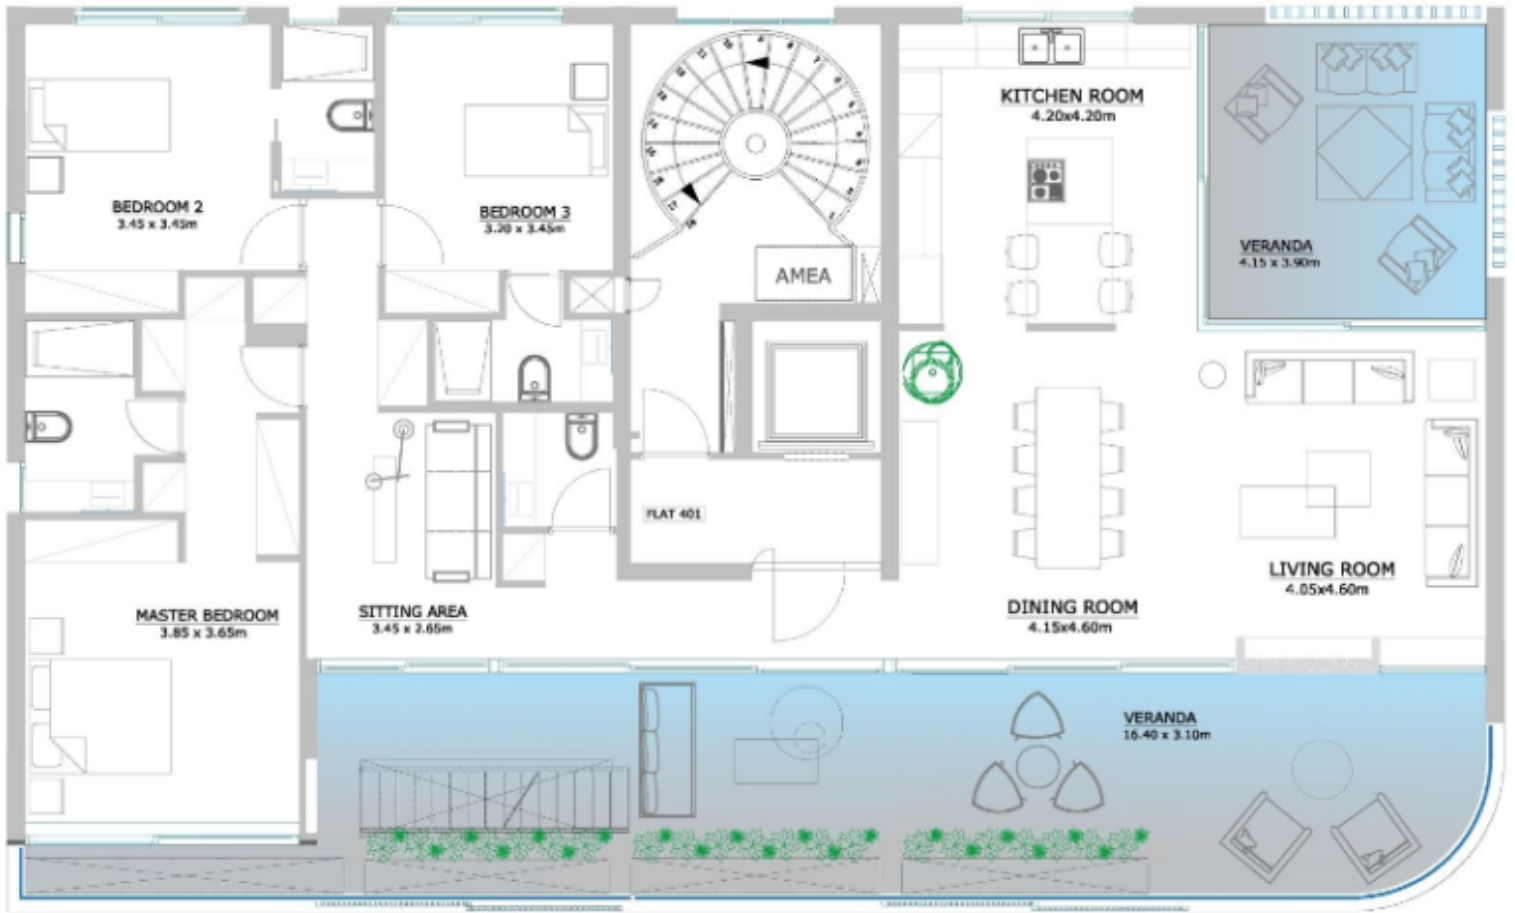 KITCHEN ROOM
4.20x4.20m
BEDROOM 2
3.45 x 3.45m
BEDROOM 3
3.20 x 3.45m
VERANDA
4.15 x 3.90m
AMEA
FLAT 401
LIVING ROOM
4.05x4.60m
MASTER BEDROOM
3.85 x 3.65m
SITTING AREA
3.45 x 2.65m
DINING ROOM
4.15x4.60m
VERANDA
16.40 x 3.10m